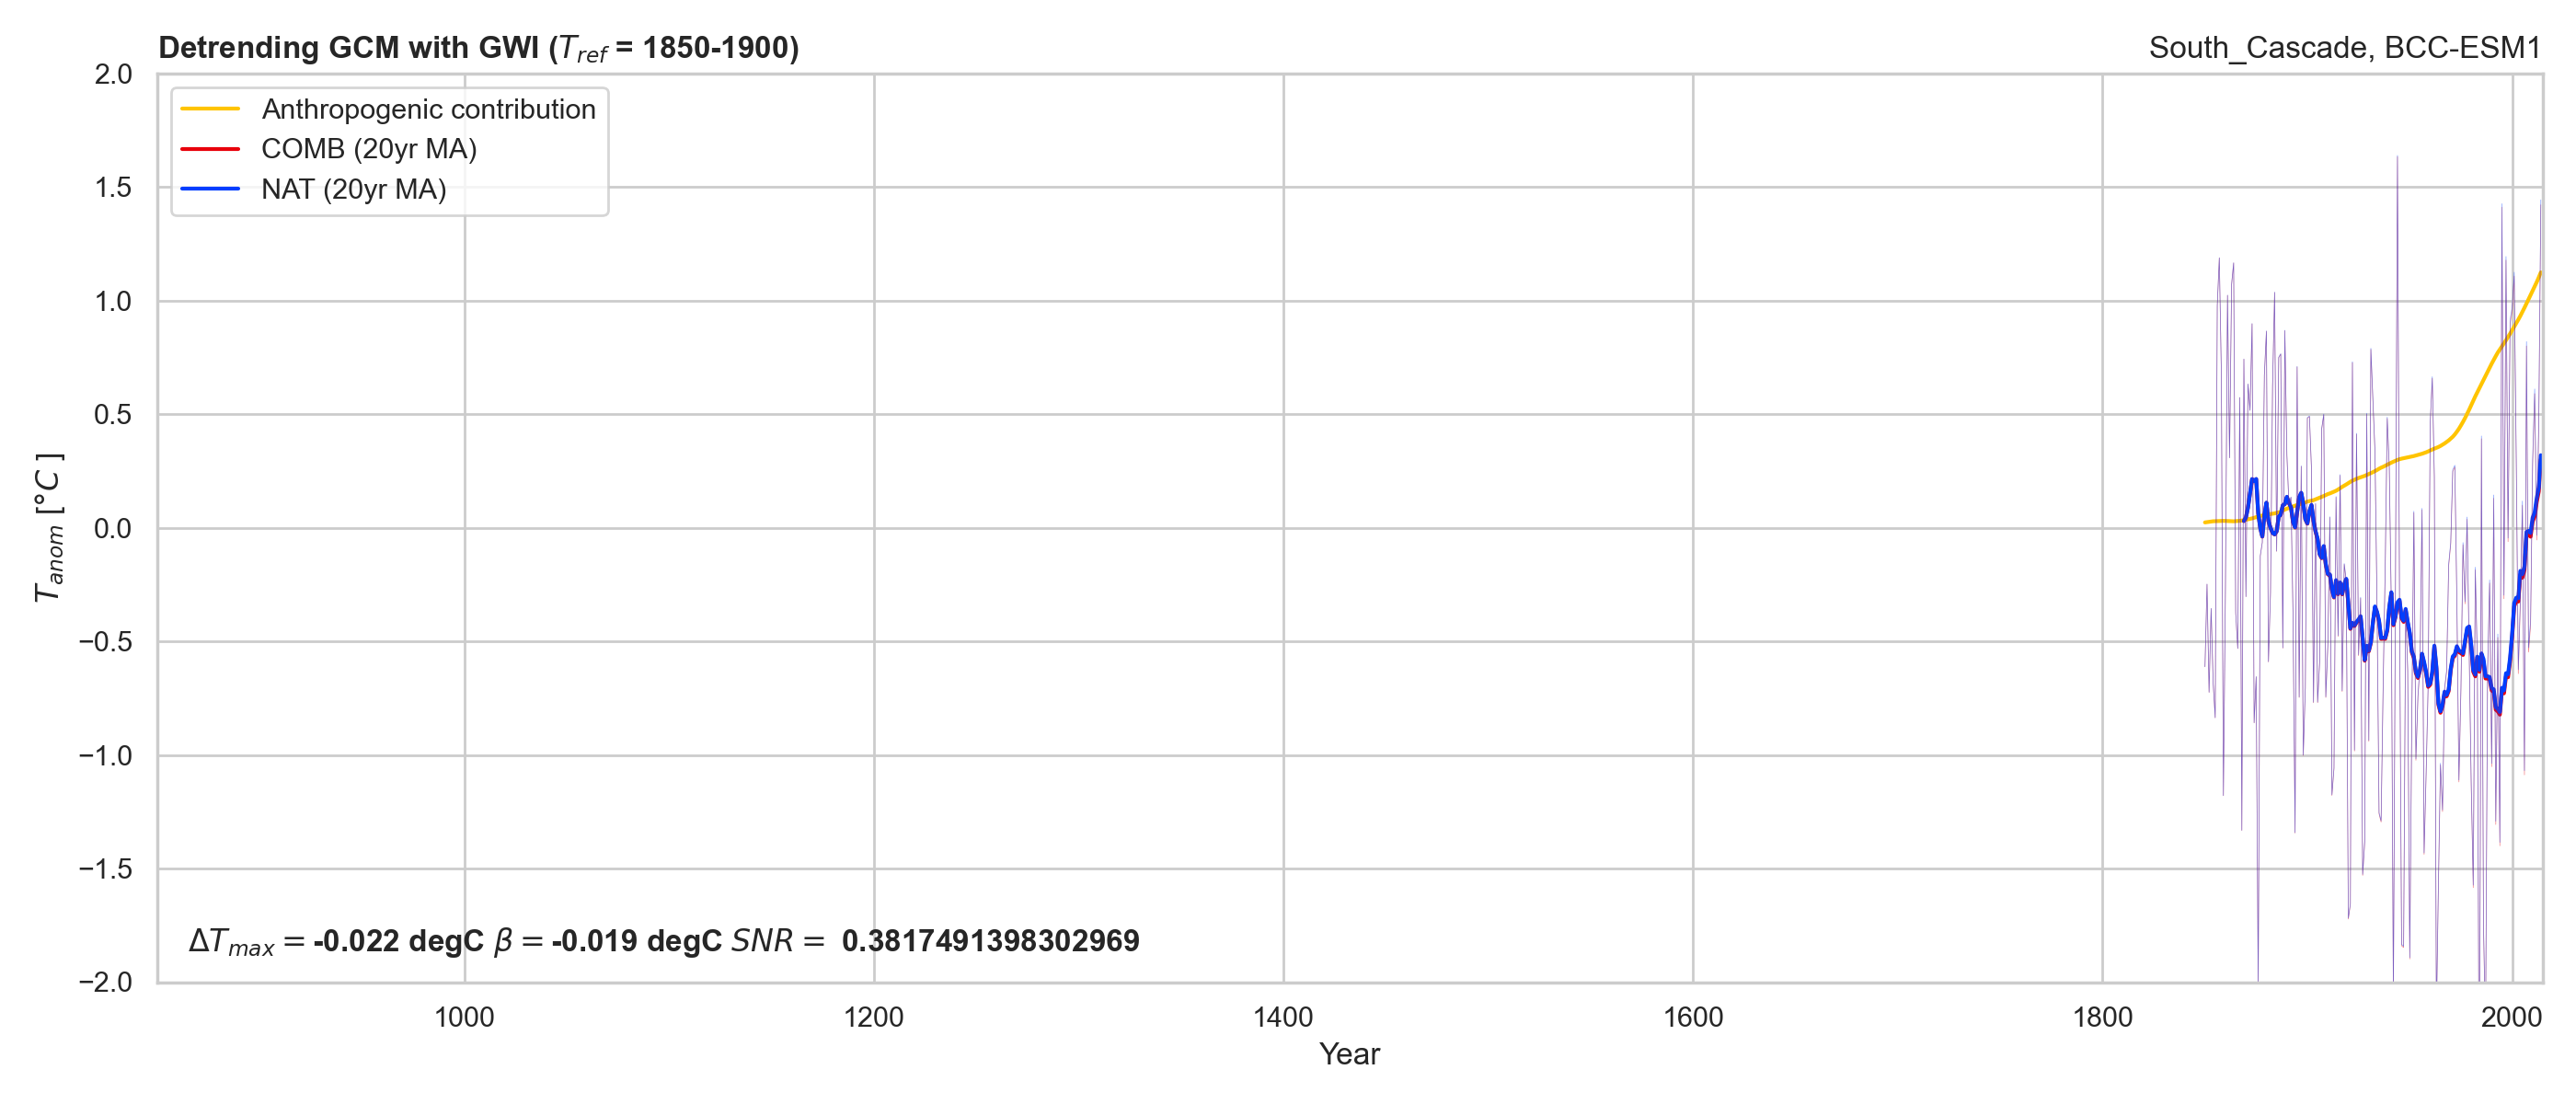 Detrending GCM with GWI (T_ref = 1850-1900)
South_Cascade, BCC-ESM1
Anthropogenic contribution
COMB (20yr MA)
NAT (20yr MA)
2.0
1.5
1.0
0.5
0.0
−0.5
−1.0
−1.5
−2.0
T_anom [°C ]
ΔT_max = -0.022 degC β = -0.019 degC SNR = 0.3817491398302969
1000 1200 1400 1600 1800 2000
Year